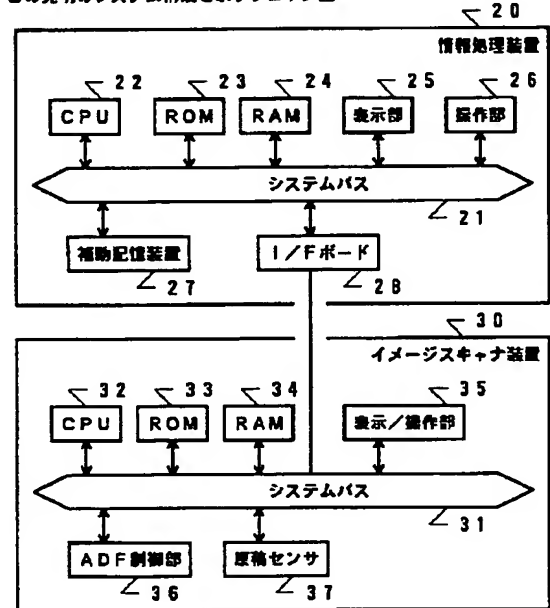 20
情報処理装置
22 23 24 25 26
CPU ROM RAM 表示部 操作部
システムバス
21
補助記憶装置 I/Fボード
27 28
30
イメージスキャナ装置
32 33 34 35
CPU ROM RAM 表示/操作部
システムバス
31
ADF制御部 原稿センサ
36 37